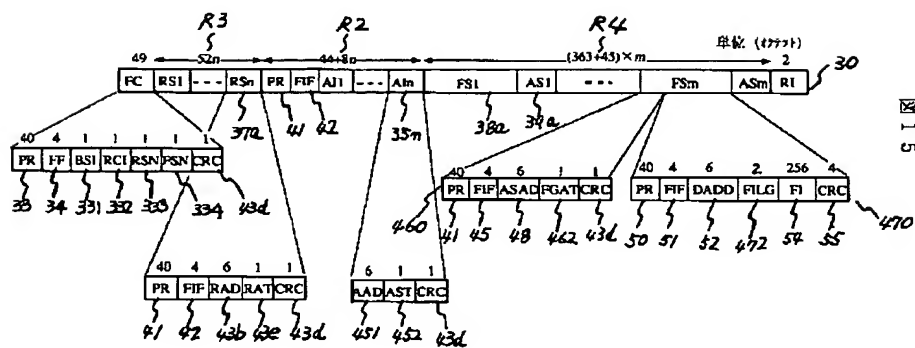 R3 R2 R4
49 52n 44+8n (363+45)×m 単位 (オクテット) 2
FC RS1 --- RSn PR FIF AI1 --- AIn FS1 AS1 --- FSm ASm RI 30
37a 41 42 35n 38a 39a
40 4 1 1 1 1 1
PR FF BSI RCI RSN PSN CRC
33 34 331 332 333 334 43d
40 4 6 1 1
PR FIF ASAD FGAT CRC
460 41 45 48 462 43d
40 4 6 2 256 4
PR FIF DADD FILG FI CRC
50 51 52 472 54 55 470
40 4 6 1 1
PR FIF RAD RAT CRC
41 42 43b 43e 43d
6 1 1
AAD AST CRC
451 452 43d
図15